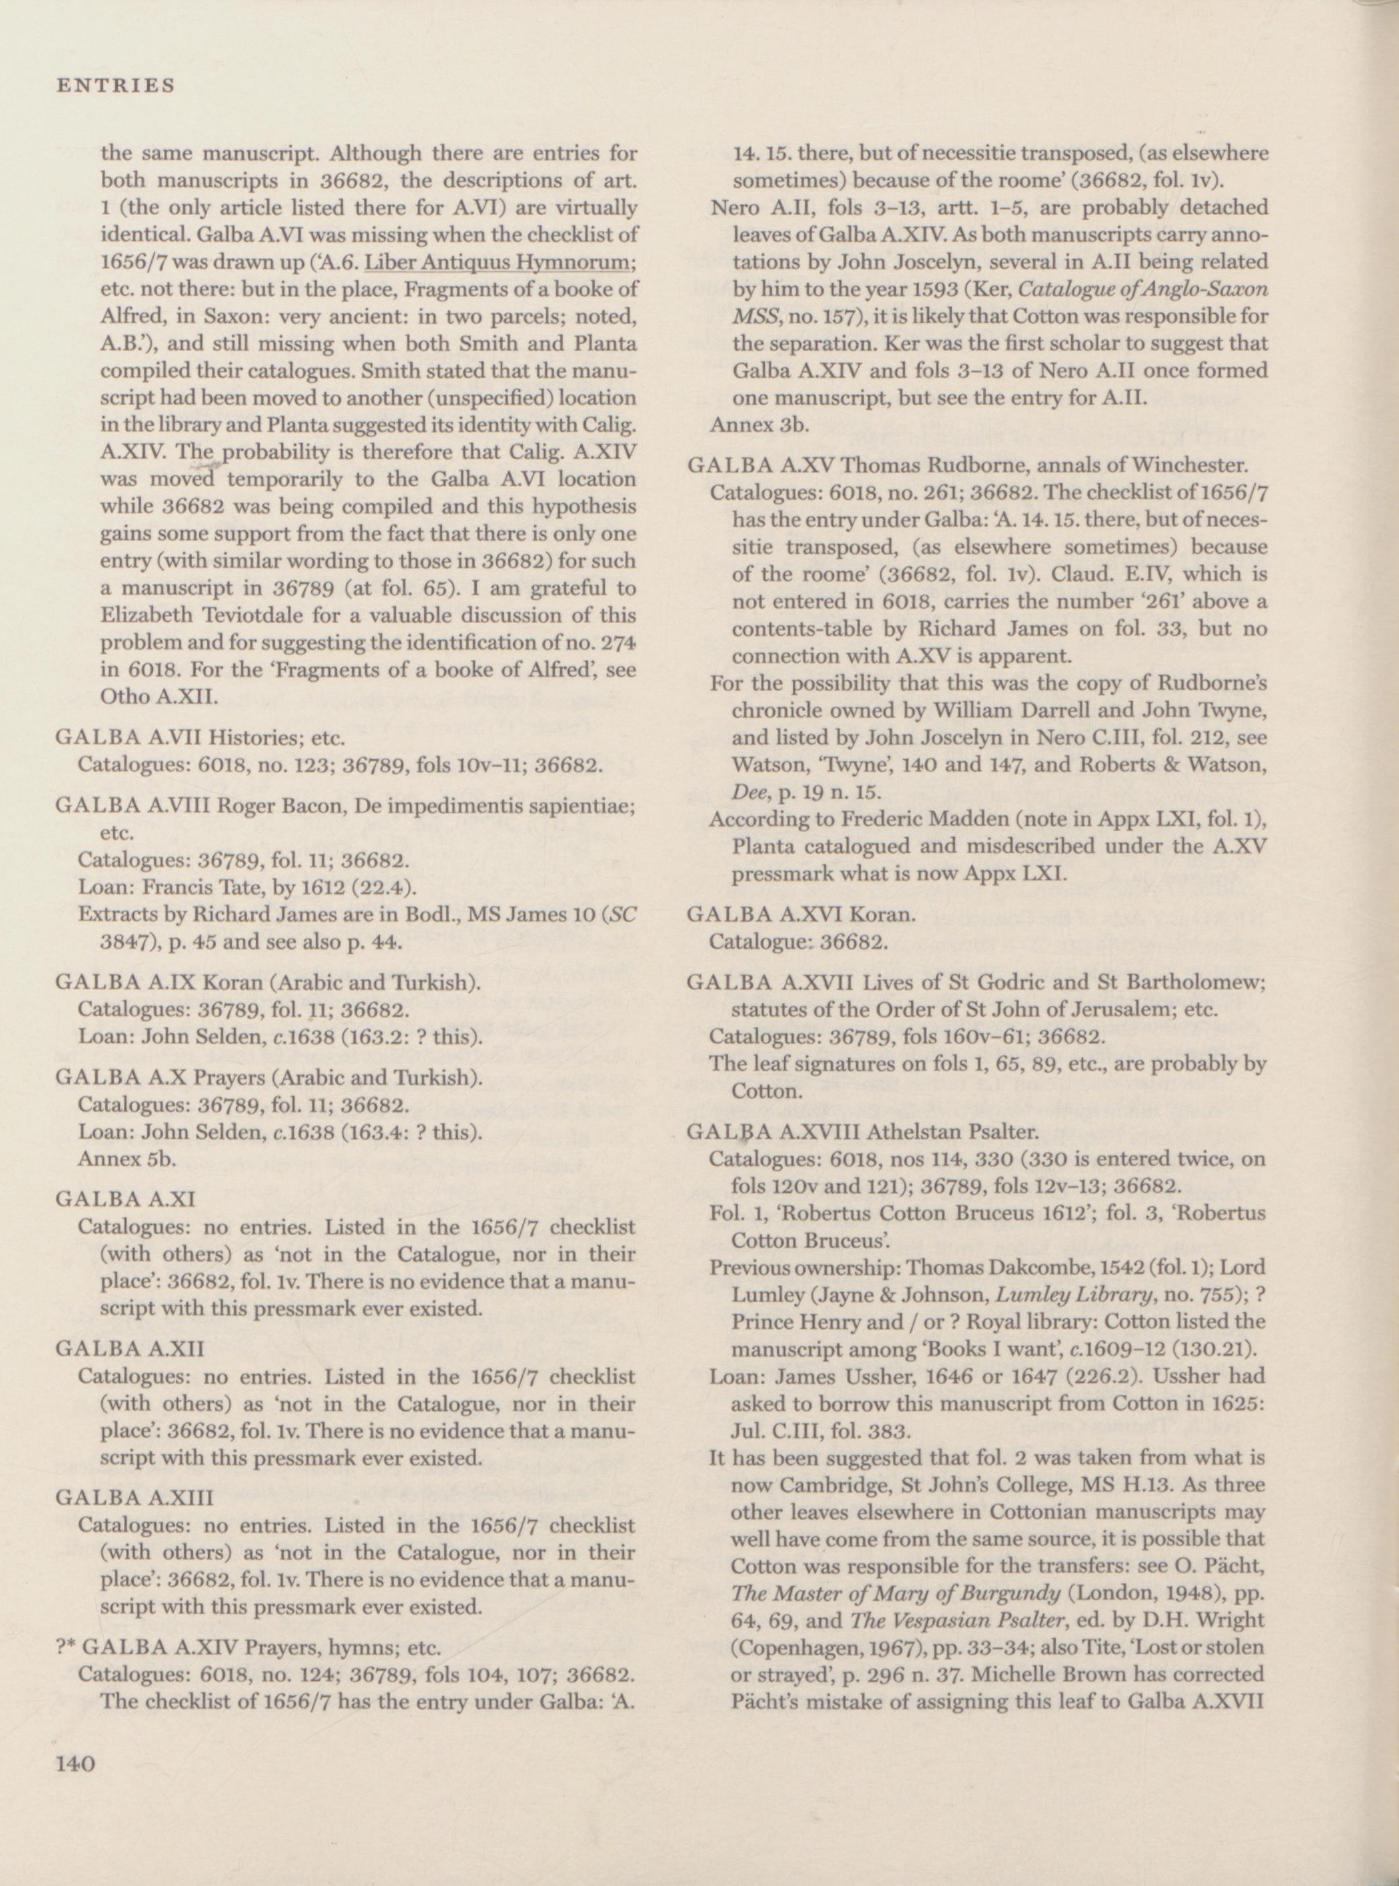 ENTRIES
the same manuscript. Although there are entries for
both manuscripts in 36682, the descriptions of art.
1 (the only article listed there for A.VI) are virtually
identical. Galba A.VI was missing when the checklist of
1656/7 was drawn up (‘A.6. Liber Antiquus Hymnorum;
etc. not there: but in the place, Fragments of a booke of
Alfred, in Saxon: very ancient: in two parcels; noted,
A.B.’), and still missing when both Smith and Planta
compiled their catalogues. Smith stated that the manu-
script had been moved to another (unspecified) location
in the library and Planta suggested its identity with Calig.
A.XIV. The probability is therefore that Calig. A.XIV
was moved temporarily to the Galba A.VI location
while 36682 was being compiled and this hypothesis
gains some support from the fact that there is only one
entry (with similar wording to those in 36682) for such
a manuscript in 36789 (at fol. 65). I am grateful to
Elizabeth Teviotdale for a valuable discussion of this
problem and for suggesting the identification of no. 274
in 6018. For the ‘Fragments of a booke of Alfred’, see
Otho A.XII.
GALBA A.VII Histories; etc.
Catalogues: 6018, no. 123; 36789, fols 10v–11; 36682.
GALBA A.VIII Roger Bacon, De impedimentis sapientiae;
etc.
Catalogues: 36789, fol. 11; 36682.
Loan: Francis Tate, by 1612 (22.4).
Extracts by Richard James are in Bodl., MS James 10 (SC
3847), p. 45 and see also p. 44.
GALBA A.IX Koran (Arabic and Turkish).
Catalogues: 36789, fol. 11; 36682.
Loan: John Selden, c.1638 (163.2: ? this).
GALBA A.X Prayers (Arabic and Turkish).
Catalogues: 36789, fol. 11; 36682.
Loan: John Selden, c.1638 (163.4: ? this).
Annex 5b.
GALBA A.XI
Catalogues: no entries. Listed in the 1656/7 checklist
(with others) as ‘not in the Catalogue, nor in their
place’: 36682, fol. 1v. There is no evidence that a manu-
script with this pressmark ever existed.
GALBA A.XII
Catalogues: no entries. Listed in the 1656/7 checklist
(with others) as ‘not in the Catalogue, nor in their
place’: 36682, fol. 1v. There is no evidence that a manu-
script with this pressmark ever existed.
GALBA A.XIII
Catalogues: no entries. Listed in the 1656/7 checklist
(with others) as ‘not in the Catalogue, nor in their
place’: 36682, fol. 1v. There is no evidence that a manu-
script with this pressmark ever existed.
?* GALBA A.XIV Prayers, hymns; etc.
Catalogues: 6018, no. 124; 36789, fols 104, 107; 36682.
The checklist of 1656/7 has the entry under Galba: ‘A.
14. 15. there, but of necessitie transposed, (as elsewhere
sometimes) because of the roome’ (36682, fol. 1v).
Nero A.II, fols 3–13, artt. 1–5, are probably detached
leaves of Galba A.XIV. As both manuscripts carry anno-
tations by John Joscelyn, several in A.II being related
by him to the year 1593 (Ker, Catalogue of Anglo-Saxon
MSS, no. 157), it is likely that Cotton was responsible for
the separation. Ker was the first scholar to suggest that
Galba A.XIV and fols 3–13 of Nero A.II once formed
one manuscript, but see the entry for A.II.
Annex 3b.
GALBA A.XV Thomas Rudborne, annals of Winchester.
Catalogues: 6018, no. 261; 36682. The checklist of 1656/7
has the entry under Galba: ‘A. 14. 15. there, but of neces-
sitie transposed, (as elsewhere sometimes) because
of the roome’ (36682, fol. 1v). Claud. E.IV, which is
not entered in 6018, carries the number ‘261’ above a
contents-table by Richard James on fol. 33, but no
connection with A.XV is apparent.
For the possibility that this was the copy of Rudborne’s
chronicle owned by William Darrell and John Twyne,
and listed by John Joscelyn in Nero C.III, fol. 212, see
Watson, ‘Twyne’, 140 and 147, and Roberts & Watson,
Dee, p. 19 n. 15.
According to Frederic Madden (note in Appx LXI, fol. 1),
Planta catalogued and misdescribed under the A.XV
pressmark what is now Appx LXI.
GALBA A.XVI Koran.
Catalogue: 36682.
GALBA A.XVII Lives of St Godric and St Bartholomew;
statutes of the Order of St John of Jerusalem; etc.
Catalogues: 36789, fols 160v–61; 36682.
The leaf signatures on fols 1, 65, 89, etc., are probably by
Cotton.
GALBA A.XVIII Athelstan Psalter.
Catalogues: 6018, nos 114, 330 (330 is entered twice, on
fols 120v and 121); 36789, fols 12v–13; 36682.
Fol. 1, ‘Robertus Cotton Bruceus 1612’; fol. 3, ‘Robertus
Cotton Bruceus’.
Previous ownership: Thomas Dakcombe, 1542 (fol. 1); Lord
Lumley (Jayne & Johnson, Lumley Library, no. 755); ?
Prince Henry and / or ? Royal library: Cotton listed the
manuscript among ‘Books I want’, c.1609–12 (130.21).
Loan: James Ussher, 1646 or 1647 (226.2). Ussher had
asked to borrow this manuscript from Cotton in 1625:
Jul. C.III, fol. 383.
It has been suggested that fol. 2 was taken from what is
now Cambridge, St John’s College, MS H.13. As three
other leaves elsewhere in Cottonian manuscripts may
well have come from the same source, it is possible that
Cotton was responsible for the transfers: see O. Pächt,
The Master of Mary of Burgundy (London, 1948), pp.
64, 69, and The Vespasian Psalter, ed. by D.H. Wright
(Copenhagen, 1967), pp. 33–34; also Tite, ‘Lost or stolen
or strayed’, p. 296 n. 37. Michelle Brown has corrected
Pächt’s mistake of assigning this leaf to Galba A.XVII
140